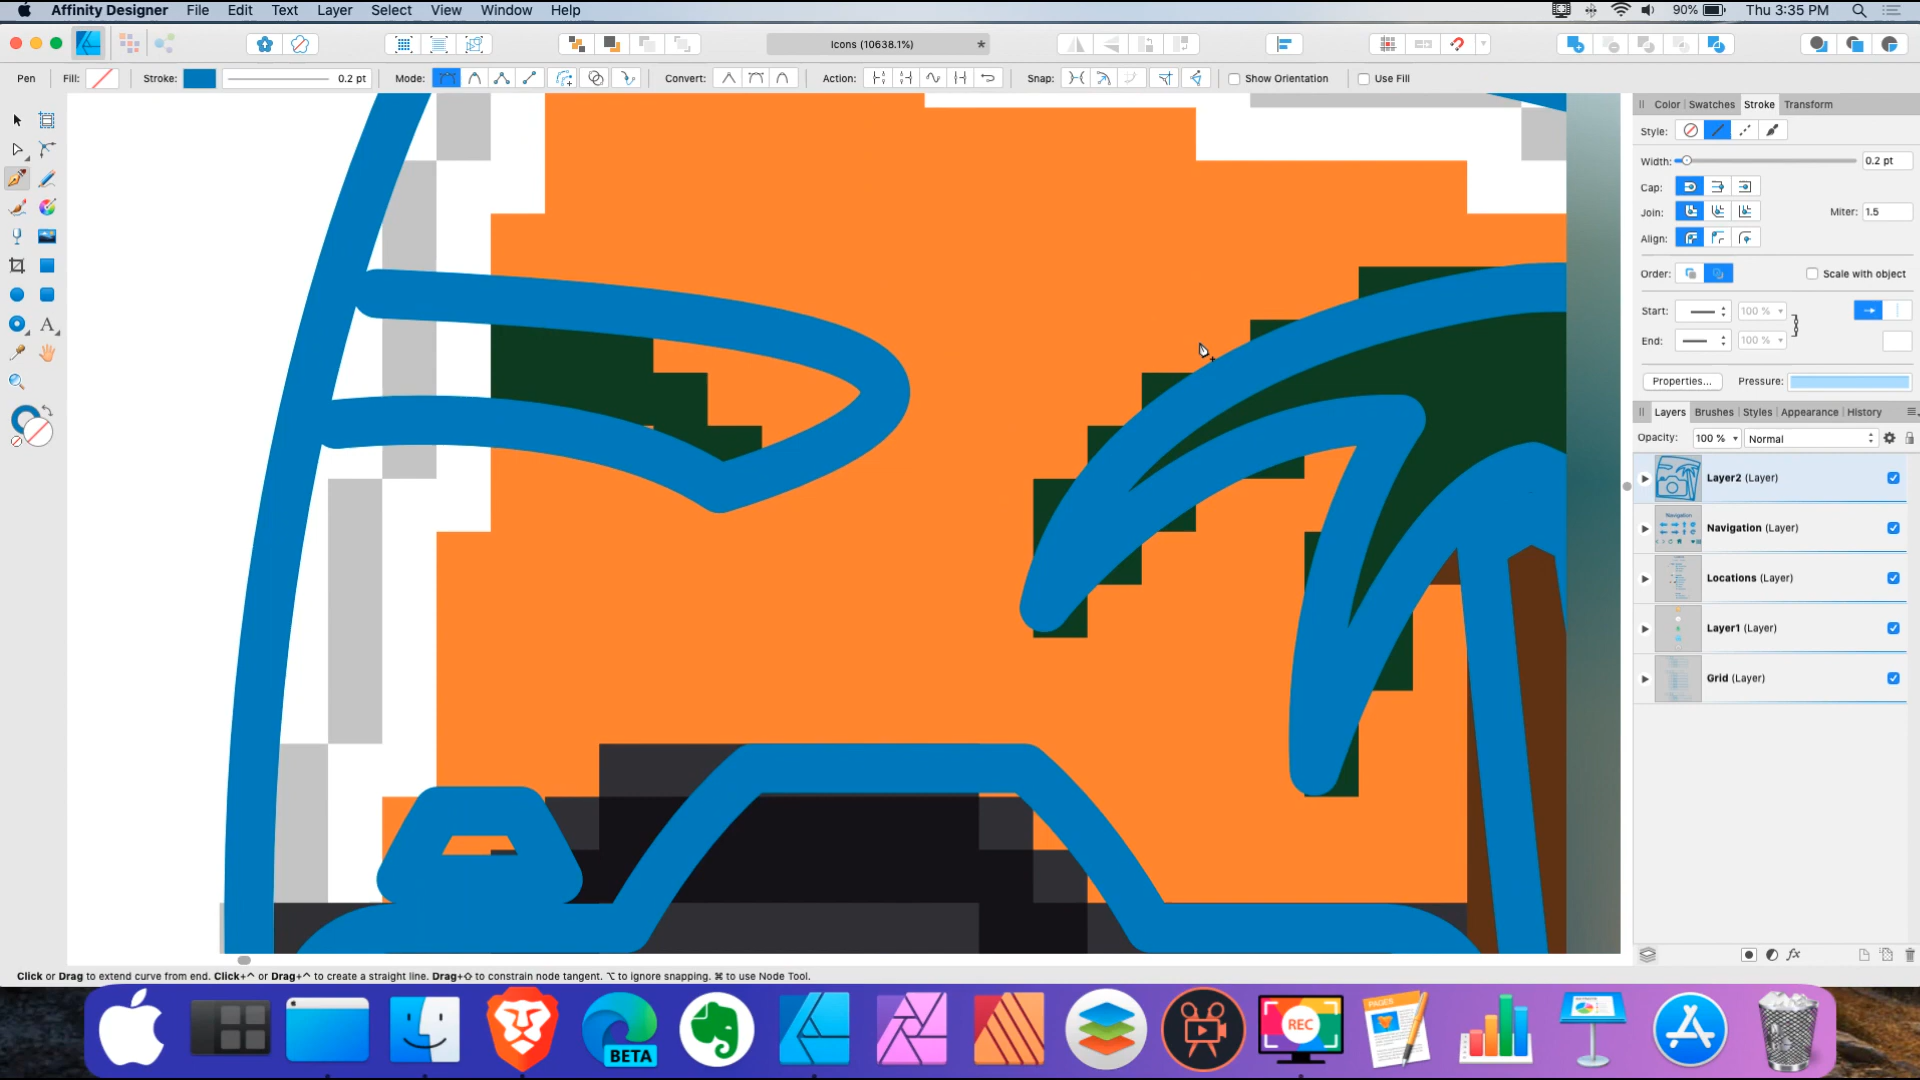 Affinity Designer File Edit Text Layer Select View Window Help 90% Thu 3:35 PM
Icons (10638.1%)
Pen Fill: Stroke: 0.2 pt Mode: Convert: Action: Snap: Show Orientation Use Fill
Color Swatches Stroke Transform
Style:
Width: 0.2 pt
Cap:
Join: Miter: 1.5
Align:
Order: Scale with object
Start: 100 %
End: 100 %
Properties... Pressure:
Layers Brushes Styles Appearance History
Opacity: 100 % Normal
Layer2 (Layer)
Navigation (Layer)
Locations (Layer)
Layer1 (Layer)
Grid (Layer)
Click or Drag to extend curve from end. Click+^ or Drag+^ to create a straight line. Drag+⇧ to constrain node tangent. ⌥ to ignore snapping. ⌘ to use Node Tool.
BETA
REC
PAGES